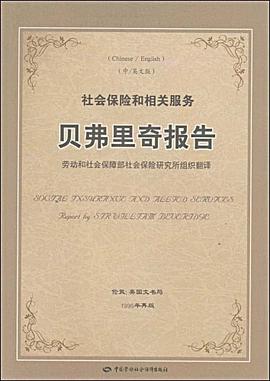 (Chinese / English)
(中/英文版)
社会保险和相关服务
贝弗里奇报告
劳动和社会保障部社会保险研究所组织翻译
SOCIAL INSURANCE AND ALLIED SERVICES
Report by SIR WILLIAM BEVERIDGE
伦敦：英国文书局
1995年再版
中国劳动社会保障出版社